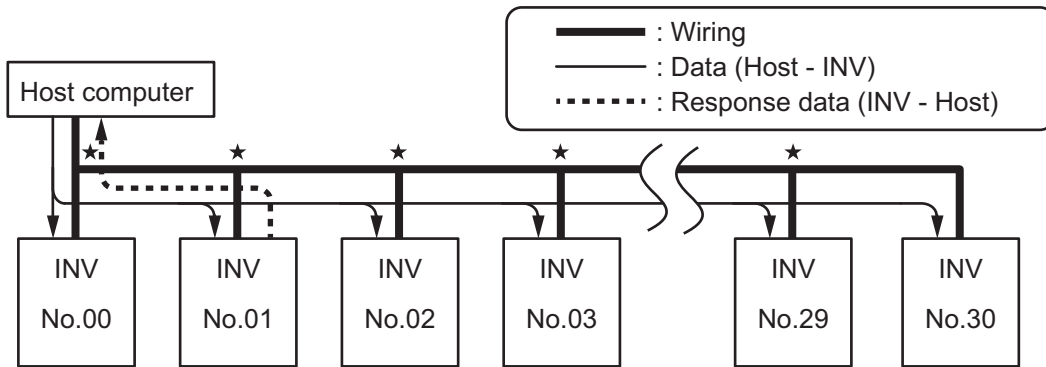 : Wiring
: Data (Host - INV)
: Response data (INV - Host)
Host computer
★ ★ ★ ★ ★
INV INV INV INV INV INV
No.00 No.01 No.02 No.03 No.29 No.30